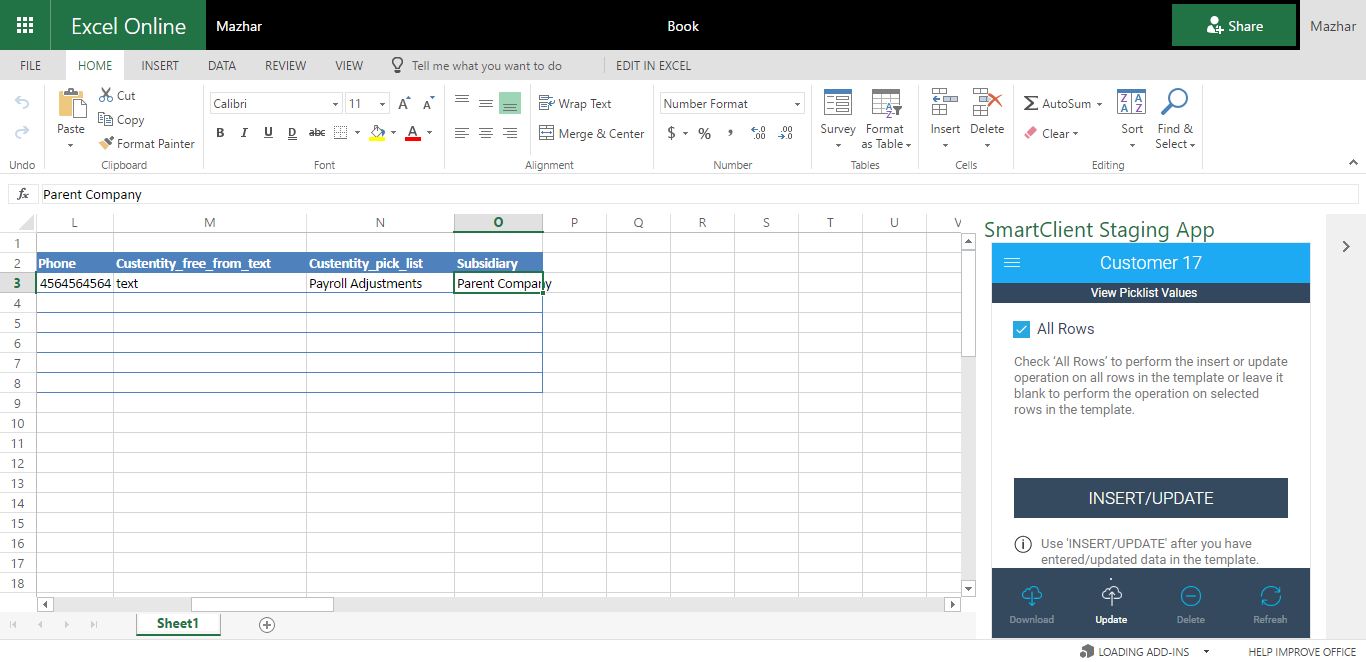 Excel Online Mazhar Book Share Mazhar
FILE HOME INSERT DATA REVIEW VIEW Tell me what you want to do EDIT IN EXCEL
Cut
Copy
Format Painter
Paste
Undo Clipboard
Calibri 11 A A
B I U D abc A
Font
Wrap Text
Merge & Center
Alignment
Number Format
$ % , .00 .00
Number
Survey Format
as Table
Tables
Insert Delete
Cells
AutoSum
Clear
Sort Find &
Select
Editing
fx Parent Company
L M N O P Q R S T U V
1
2 Phone Custentity_free_from_text Custentity_pick_list Subsidiary
3 4564564564 text Payroll Adjustments Parent Company
4
5
6
7
8
9
10
11
12
13
14
15
16
17
18
Sheet1
SmartClient Staging App
Customer 17
View Picklist Values
All Rows
Check ‘All Rows’ to perform the insert or update
operation on all rows in the template or leave it
blank to perform the operation on selected
rows in the template.
INSERT/UPDATE
Use 'INSERT/UPDATE' after you have
entered/updated data in the template.
Download Update Delete Refresh
LOADING ADD-INS HELP IMPROVE OFFICE